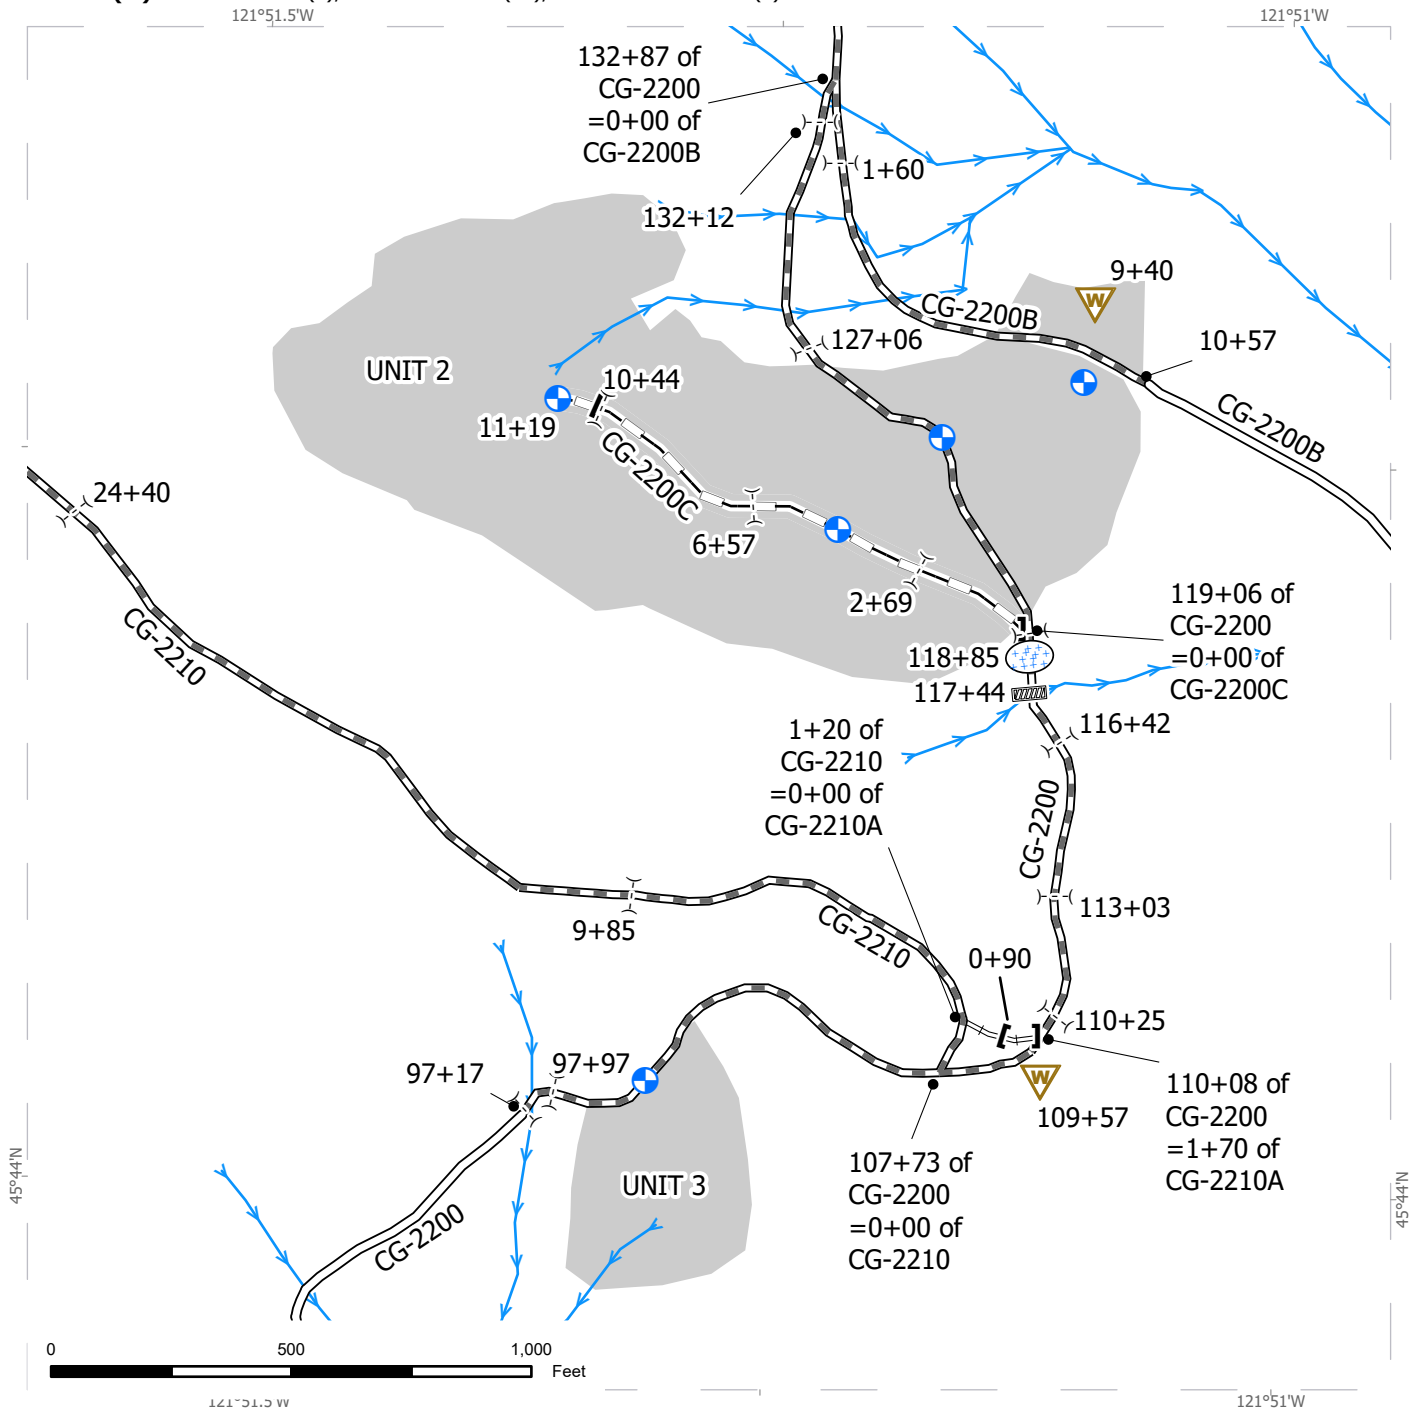 121°51.5'W
121°51'W
132+87 of
CG-2200
=0+00 of
CG-2200B
1+60
132+12
9+40
W
CG-2200B
10+57
127+06
UNIT 2
10+44
11+19
CG-2200B
CG-2200C
24+40
6+57
2+69
119+06 of
CG-2200
=0+00 of
CG-2200C
118+85
117+44
CG-2210
116+42
1+20 of
CG-2210
=0+00 of
CG-2210A
CG-2200
113+03
9+85
CG-2210
0+90
110+25
97+17
97+97
W
109+57
110+08 of
CG-2200
=1+70 of
CG-2210A
107+73 of
CG-2200
=0+00 of
CG-2210
UNIT 3
CG-2200
45°44'N
45°44'N
0 500 1,000
Feet
121°51.5'W
121°51'W